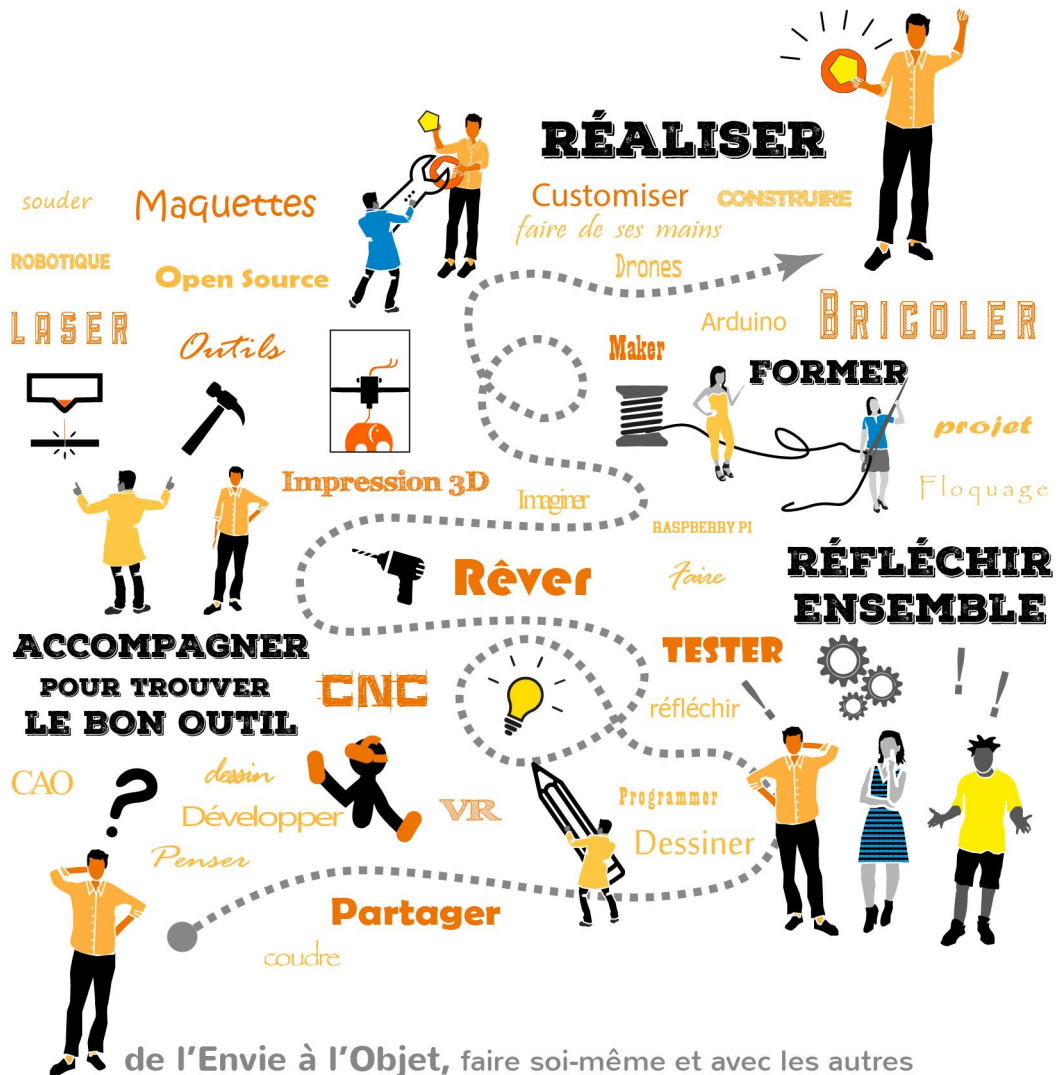 RÉALISER
souder
Maquettes
Customiser
CONSTRUIRE
faire de ses mains
ROBOTIQUE
Open Source
Drones
LASER
Outils
Maker
Arduino
BRICOLER
FORMER
projet
Impression 3D
Imaginer
Floquage
RASPBERRY PI
Rêver
Faire
RÉFLÉCHIR
ENSEMBLE
ACCOMPAGNER
POUR TROUVER
LE BON OUTIL
CNC
TESTER
réfléchir
CAO
dessin
Développer
VR
Programmer
Dessiner
Penser
Partager
coudre
de l'Envie à l'Objet, faire soi-même et avec les autres